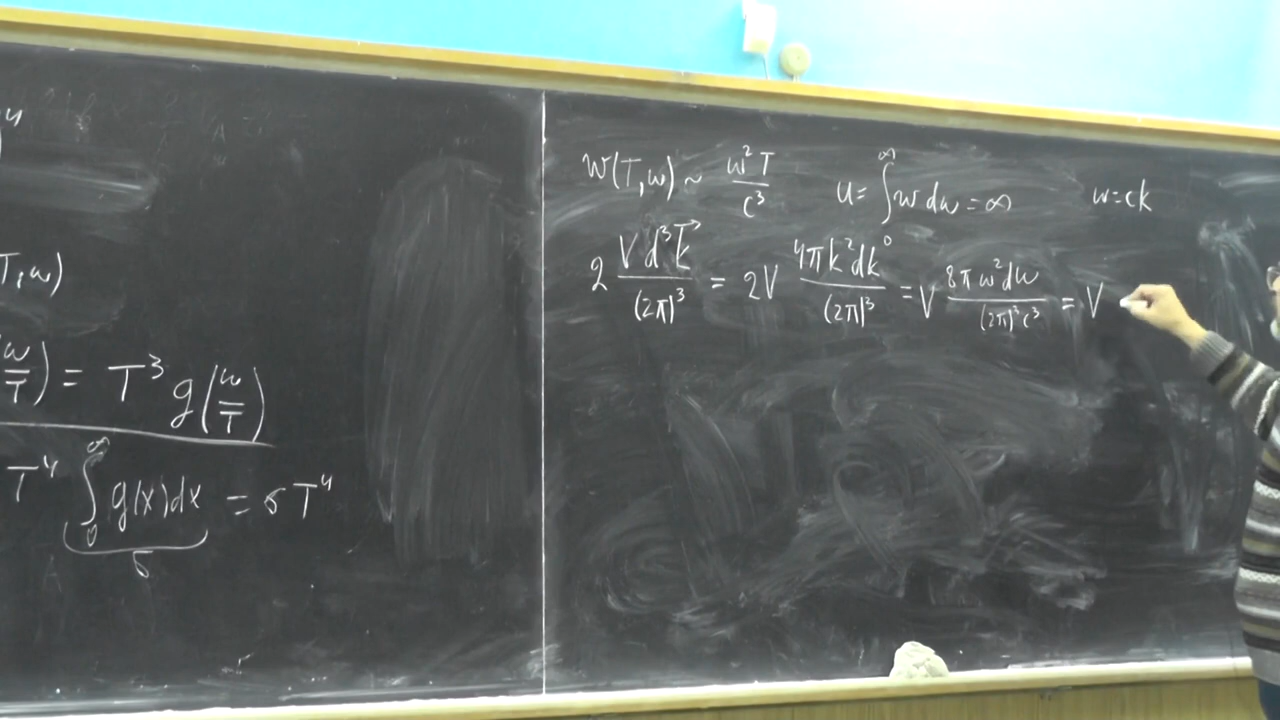 T,ω)
ω/T) = T³ g(ω/T)
T⁴ ∫₀^∞ g(x)dx = σT⁴
σ
w(T,ω) ~ ω²T/c³ u = ∫^∞ w dω = ∞ ω = ck
2 V d³k⃗/(2π)³ = 2V 4πk²dk/(2π)³ = V 8πω²dω/(2π)³c³ = V